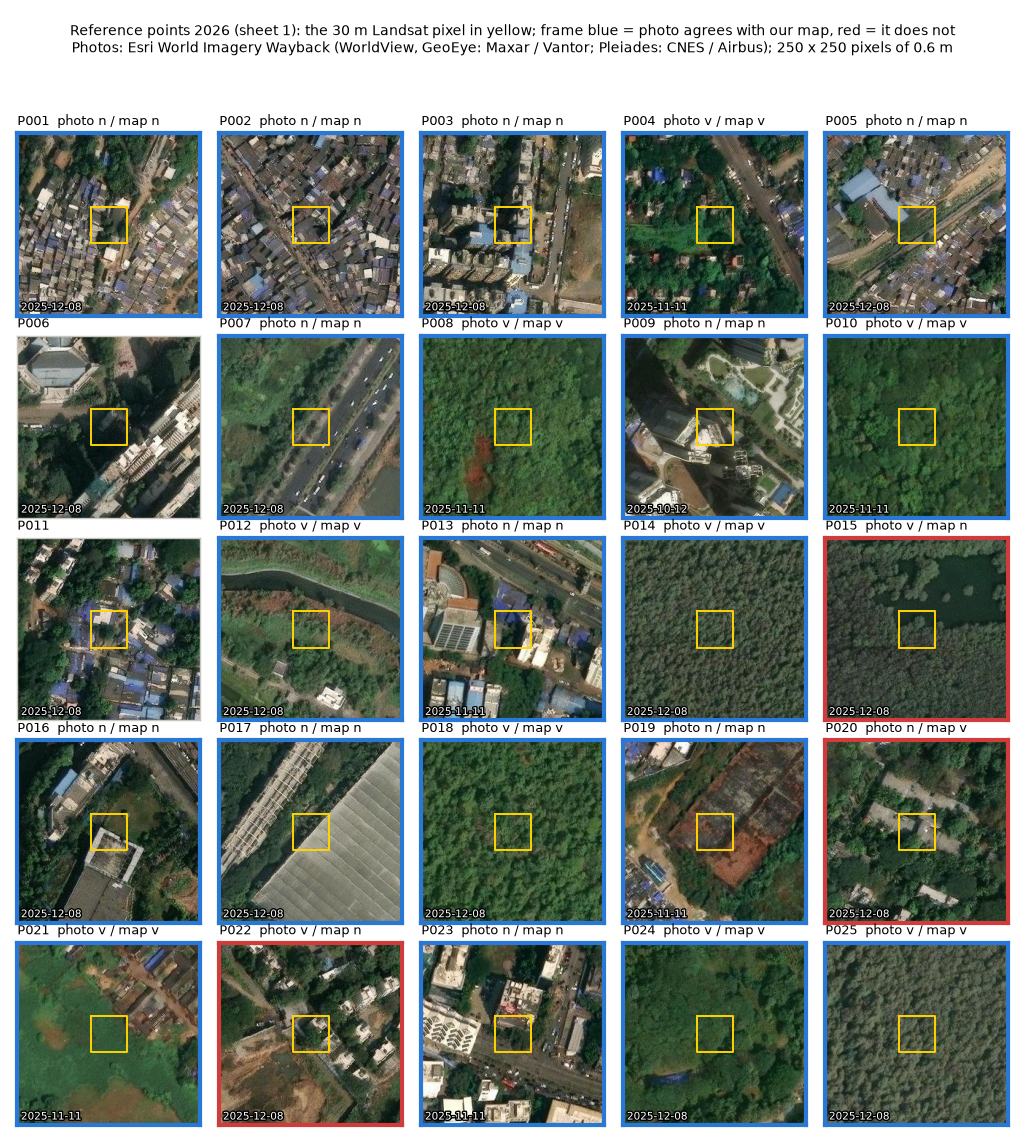 Reference points 2026 (sheet 1): the 30 m Landsat pixel in yellow; frame blue = photo agrees with our map, red = it does not
Photos: Esri World Imagery Wayback (WorldView, GeoEye: Maxar / Vantor; Pleiades: CNES / Airbus); 250 x 250 pixels of 0.6 m
P001 photo n / map n
P002 photo n / map n
P003 photo n / map n
P004 photo v / map v
P005 photo n / map n
2025-12-08
2025-12-08
2025-12-08
2025-11-11
2025-12-08
P006
P007 photo n / map n
P008 photo v / map v
P009 photo n / map n
P010 photo v / map v
2025-12-08
2025-12-08
2025-11-11
2025-10-12
2025-11-11
P011
P012 photo v / map v
P013 photo n / map n
P014 photo v / map v
P015 photo v / map n
2025-12-08
2025-12-08
2025-11-11
2025-12-08
2025-12-08
P016 photo n / map n
P017 photo n / map n
P018 photo v / map v
P019 photo n / map n
P020 photo n / map v
2025-12-08
2025-12-08
2025-12-08
2025-11-11
2025-12-08
P021 photo v / map v
P022 photo v / map n
P023 photo n / map n
P024 photo v / map v
P025 photo v / map v
2025-11-11
2025-12-08
2025-11-11
2025-12-08
2025-12-08